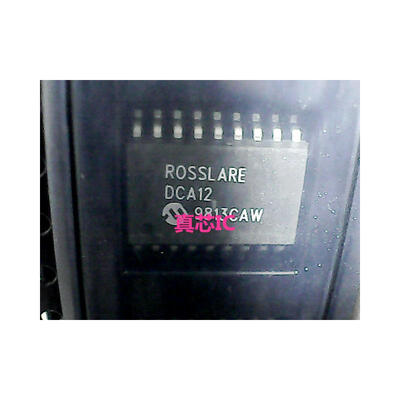 ROSSLARE
DCA12
9813CAW
真芯IC